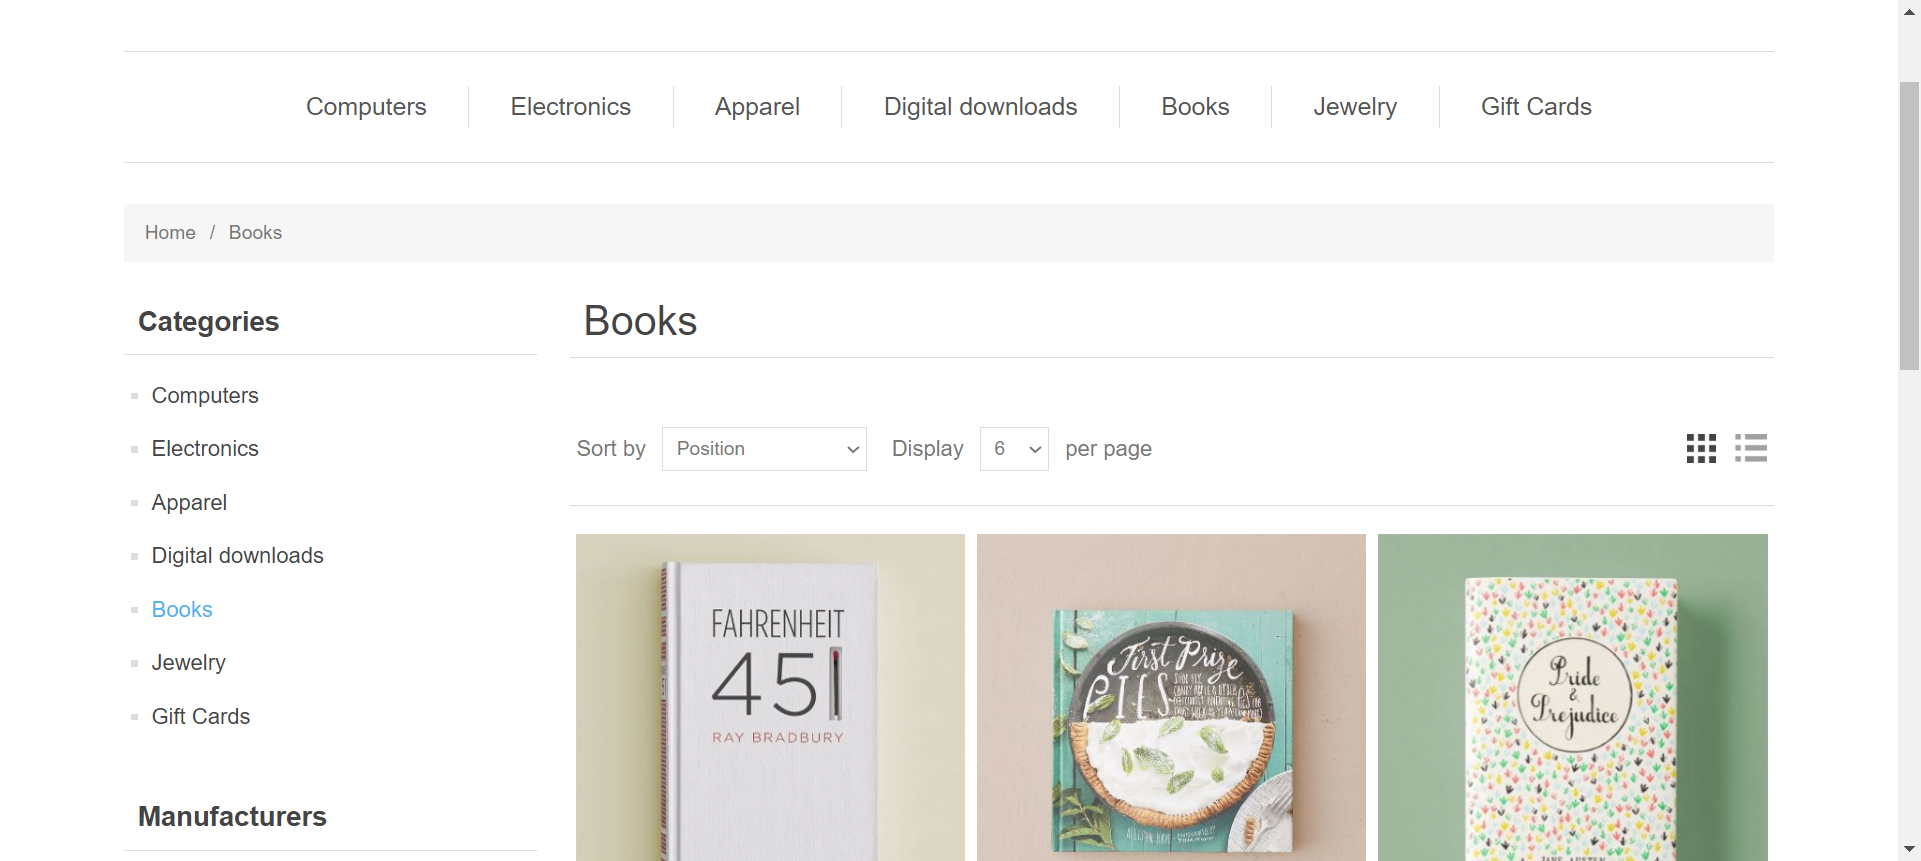 Computers
Electronics
Apparel
Digital downloads
Books
Jewelry
Gift Cards
Home / Books
Categories
Computers
Electronics
Apparel
Digital downloads
Books
Jewelry
Gift Cards
Manufacturers
Books
Sort by Position Display 6 per page
FAHRENHEIT
451
RAY BRADBURY
First Prize
PIES
Pride
&
Prejudice
JANE AUSTEN